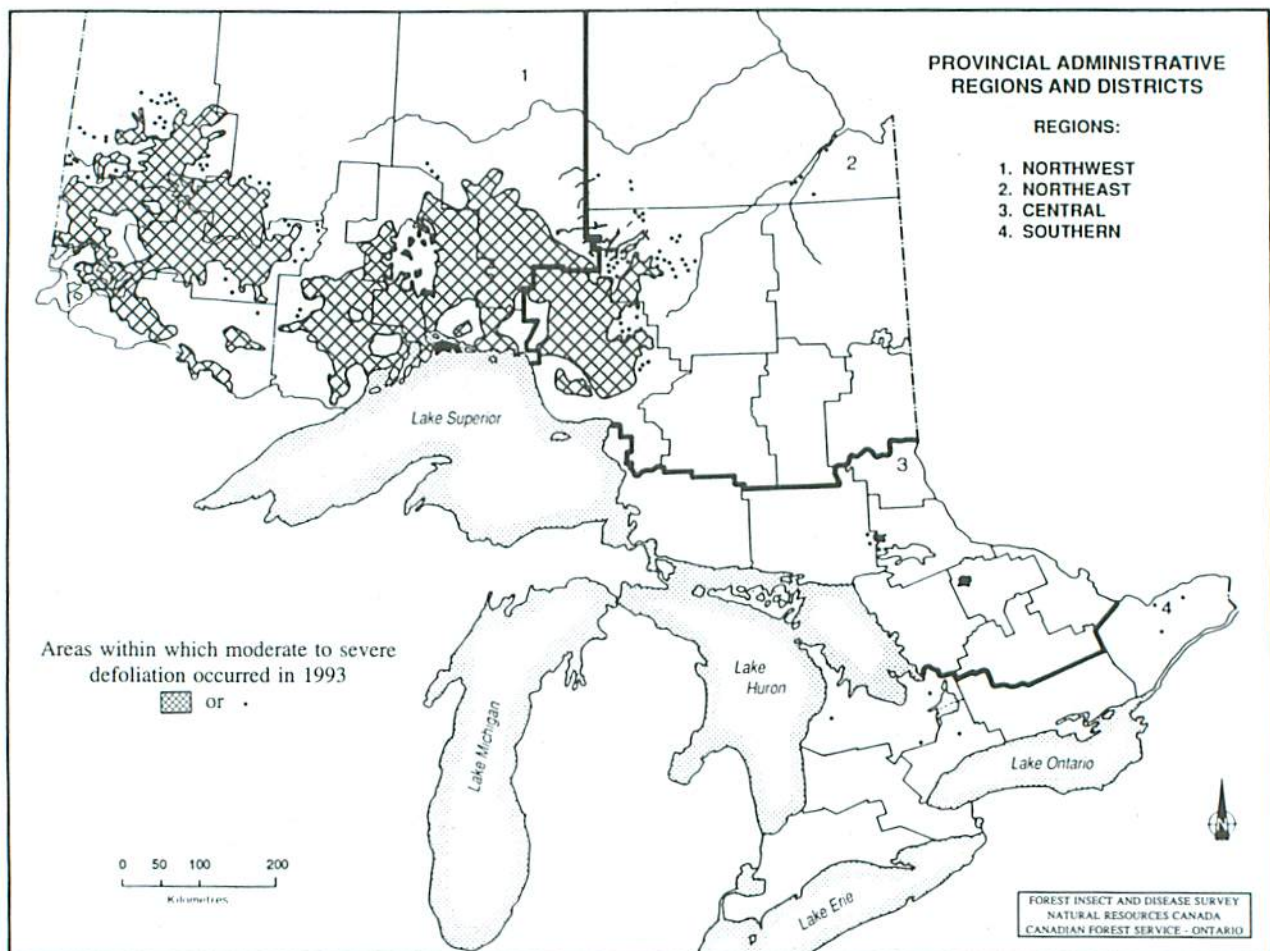 PROVINCIAL ADMINISTRATIVE
REGIONS AND DISTRICTS
REGIONS:
1. NORTHWEST
2. NORTHEAST
3. CENTRAL
4. SOUTHERN
1
2
3
4
Lake Superior
Lake Huron
Lake Michigan
Lake Ontario
Lake Erie
Areas within which moderate to severe
defoliation occurred in 1993
or .
0 50 100 200
Kilometres
N
FOREST INSECT AND DISEASE SURVEY
NATURAL RESOURCES CANADA
CANADIAN FOREST SERVICE - ONTARIO